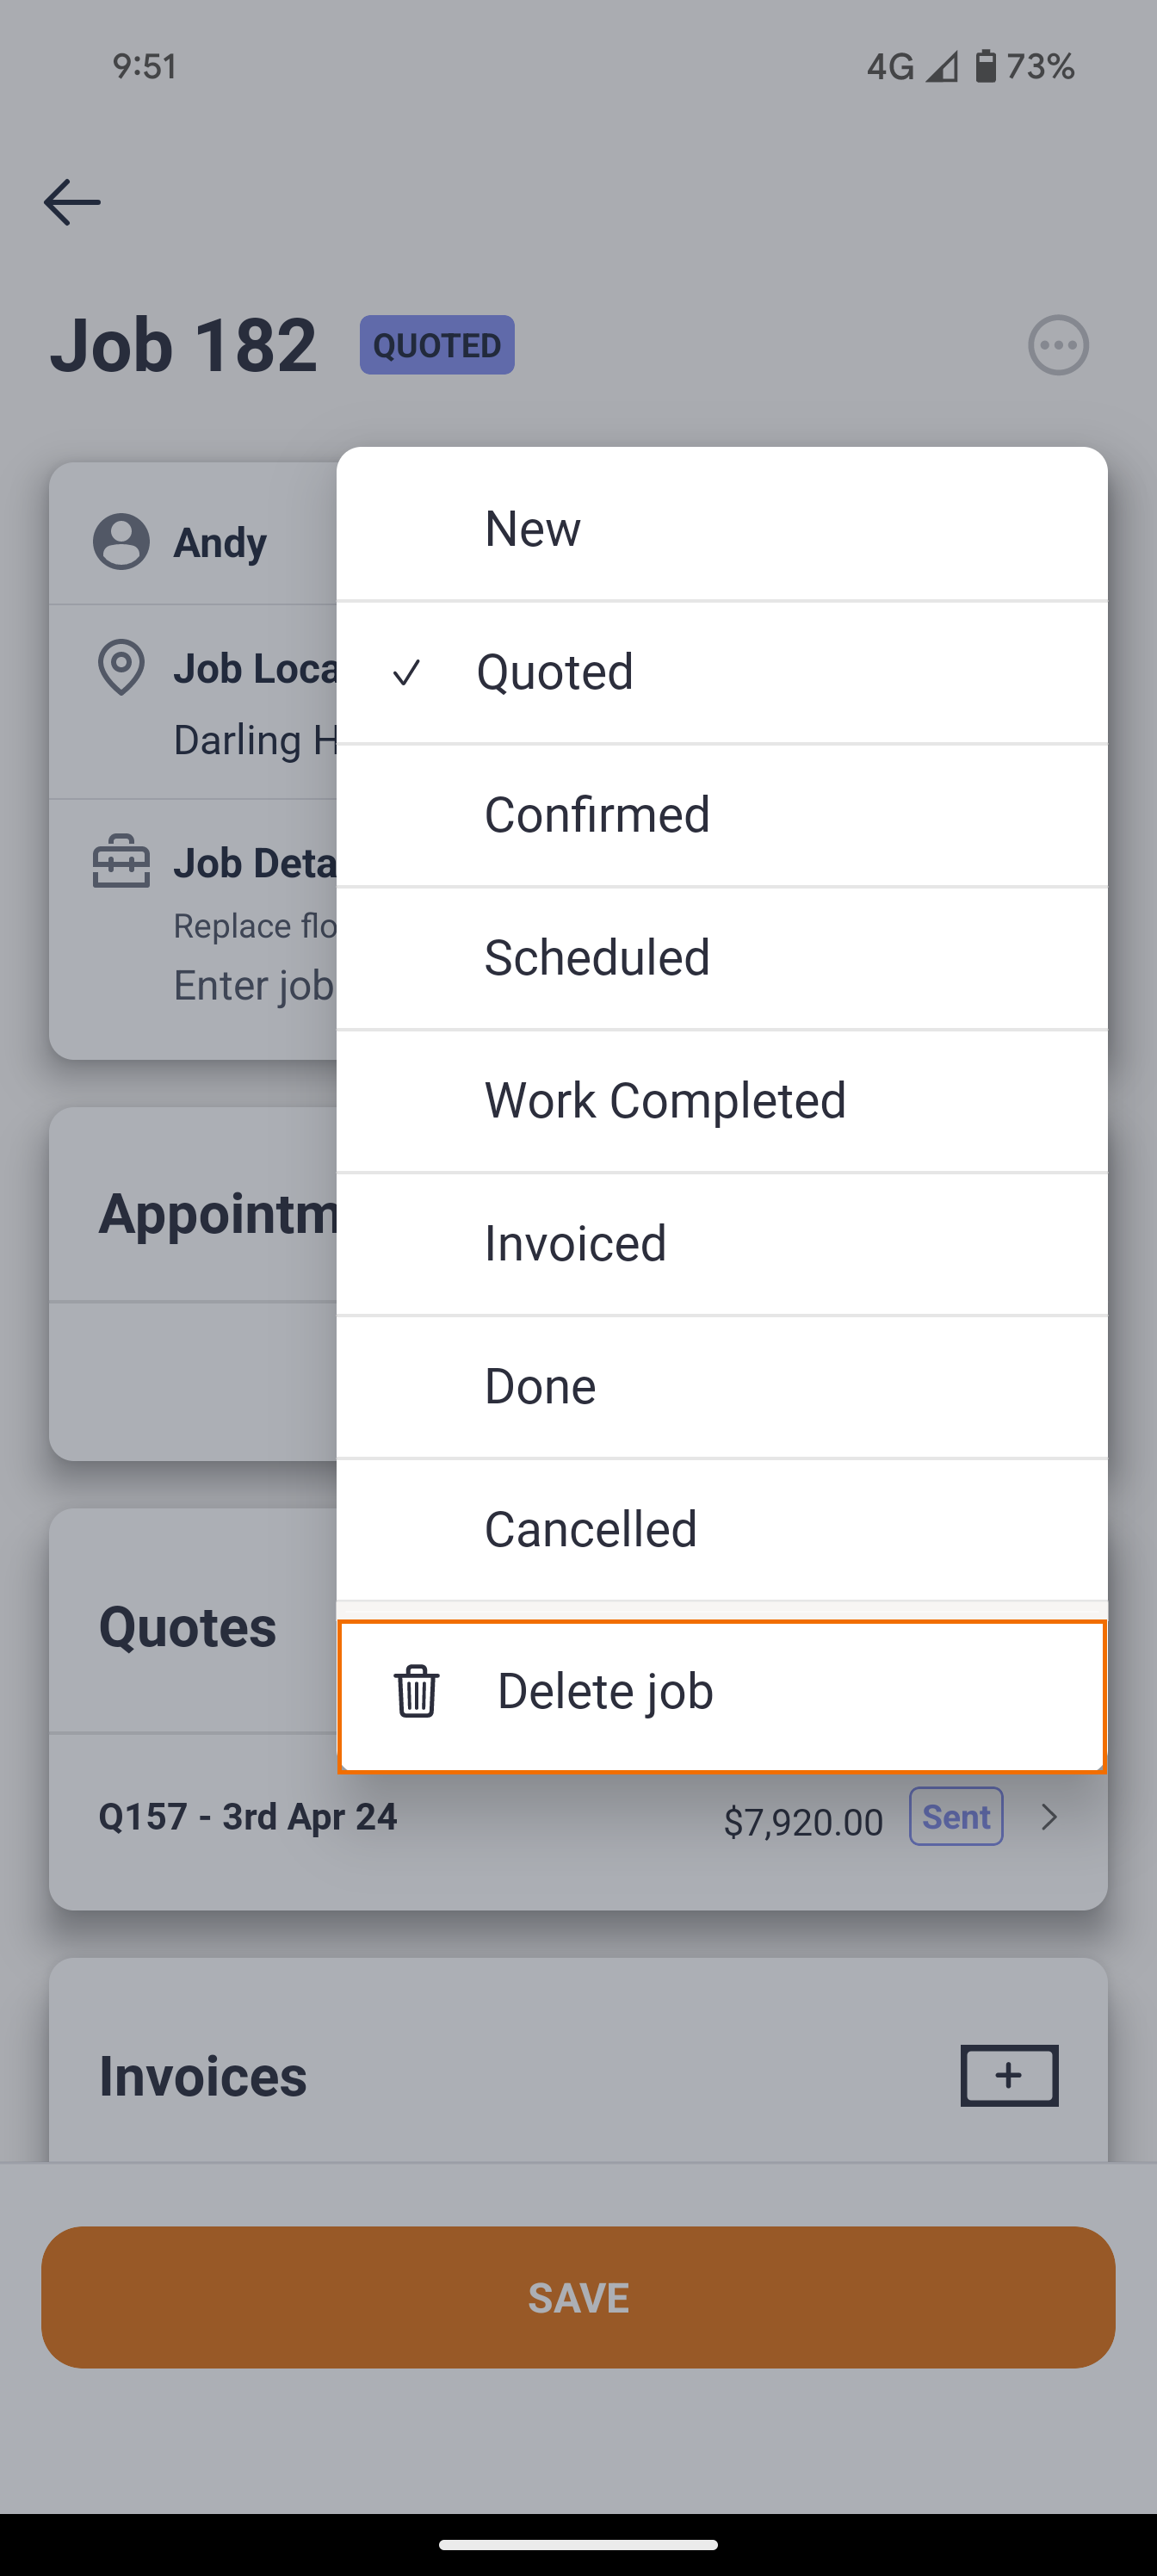 9:51
4G 73%
Job 182
QUOTED
Andy
Job Loca
Darling H
Job Deta
Replace flo
Enter job
New
Quoted
Confirmed
Scheduled
Work Completed
Invoiced
Done
Cancelled
Delete job
Appointm
Quotes
Q157 - 3rd Apr 24
$7,920.00
Sent
Invoices
SAVE